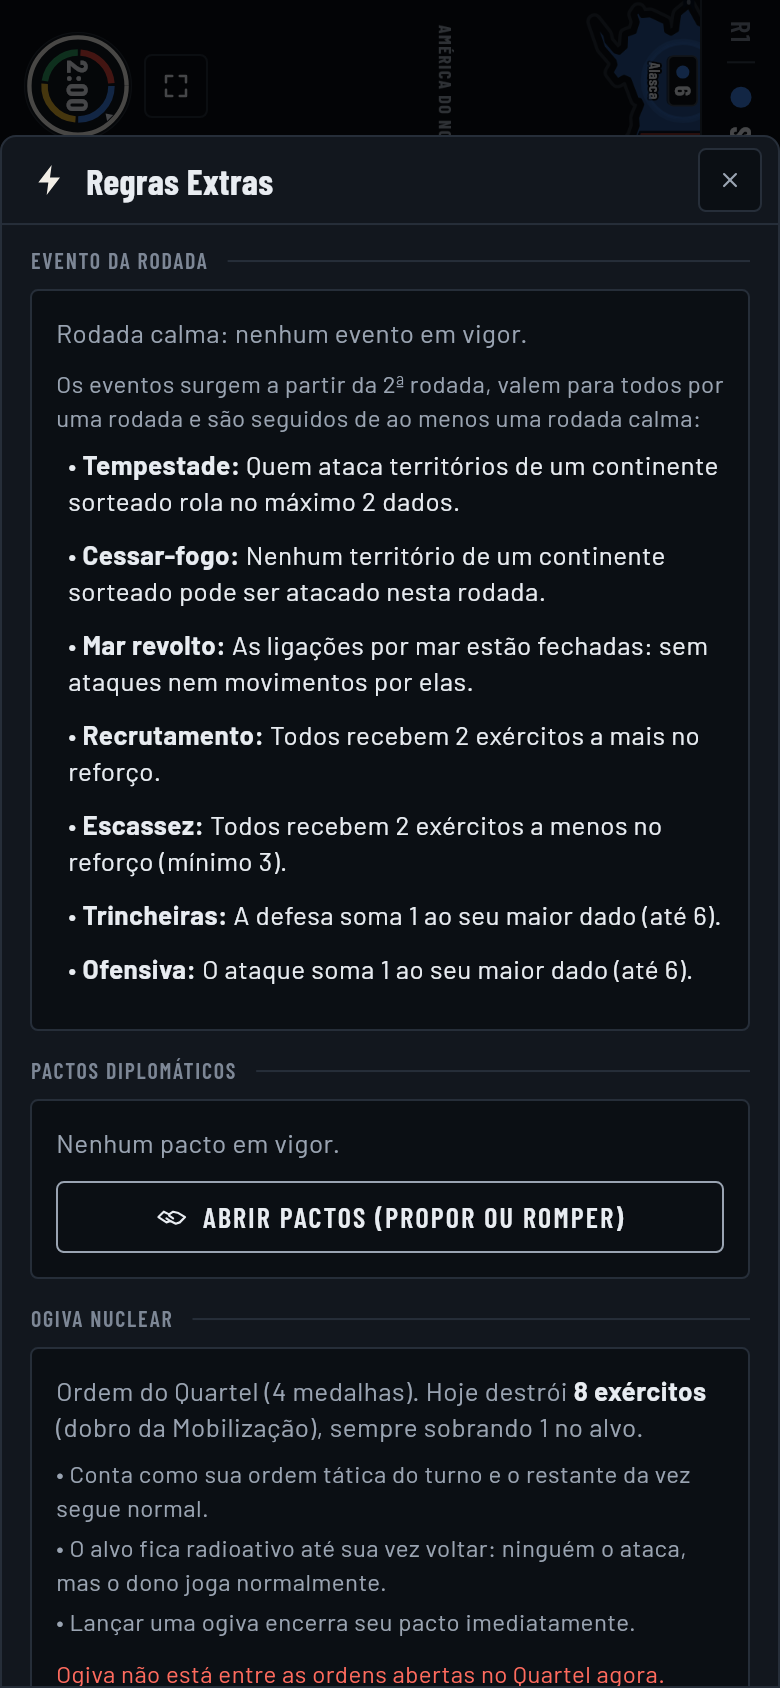 R1
2:00
AMÉRICA DO NO
6
Alasca
Regras Extras
EVENTO DA RODADA
Rodada calma: nenhum evento em vigor.
Os eventos surgem a partir da 2ª rodada, valem para todos por
uma rodada e são seguidos de ao menos uma rodada calma:
• Tempestade: Quem ataca territórios de um continente
sorteado rola no máximo 2 dados.
• Cessar-fogo: Nenhum território de um continente
sorteado pode ser atacado nesta rodada.
• Mar revolto: As ligações por mar estão fechadas: sem
ataques nem movimentos por elas.
• Recrutamento: Todos recebem 2 exércitos a mais no
reforço.
• Escassez: Todos recebem 2 exércitos a menos no
reforço (mínimo 3).
• Trincheiras: A defesa soma 1 ao seu maior dado (até 6).
• Ofensiva: O ataque soma 1 ao seu maior dado (até 6).
PACTOS DIPLOMÁTICOS
Nenhum pacto em vigor.
ABRIR PACTOS (PROPOR OU ROMPER)
OGIVA NUCLEAR
Ordem do Quartel (4 medalhas). Hoje destrói 8 exércitos
(dobro da Mobilização), sempre sobrando 1 no alvo.
• Conta como sua ordem tática do turno e o restante da vez
segue normal.
• O alvo fica radioativo até sua vez voltar: ninguém o ataca,
mas o dono joga normalmente.
• Lançar uma ogiva encerra seu pacto imediatamente.
Ogiva não está entre as ordens abertas no Quartel agora.